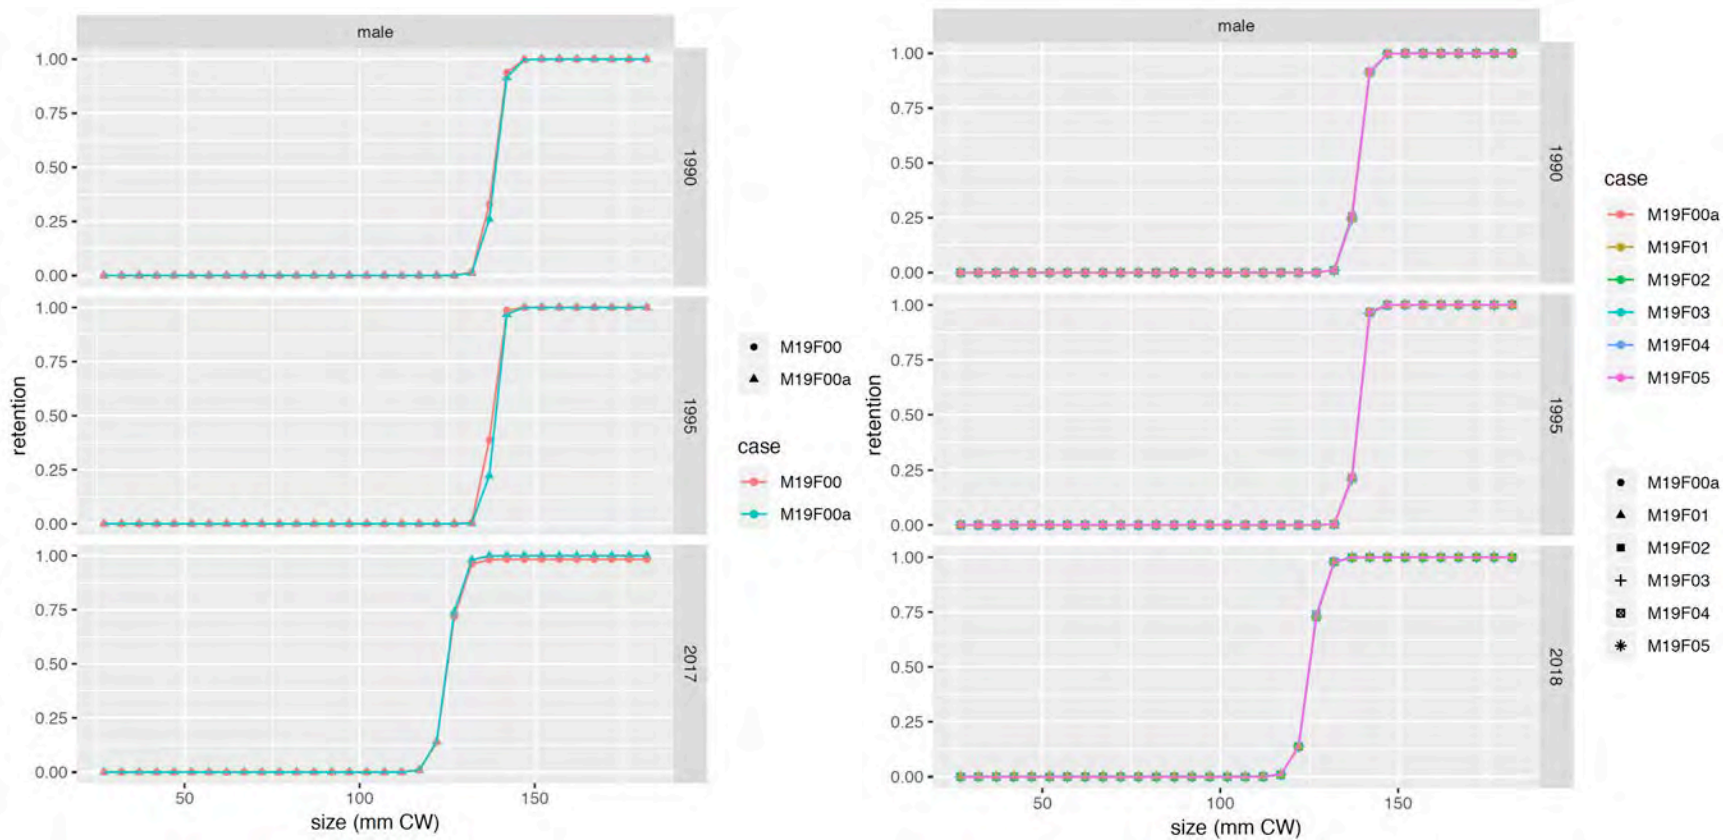 male
1.00
0.75
0.50
0.25
0.00
1990
1.00
0.75
0.50
0.25
0.00
1995
1.00
0.75
0.50
0.25
0.00
2017
retention
50
100
150
size (mm CW)
M19F00
M19F00a
case
M19F00
M19F00a
male
1.00
0.75
0.50
0.25
0.00
1990
1.00
0.75
0.50
0.25
0.00
1995
1.00
0.75
0.50
0.25
0.00
2018
retention
50
100
150
size (mm CW)
case
M19F00a
M19F01
M19F02
M19F03
M19F04
M19F05
M19F00a
M19F01
M19F02
M19F03
M19F04
M19F05